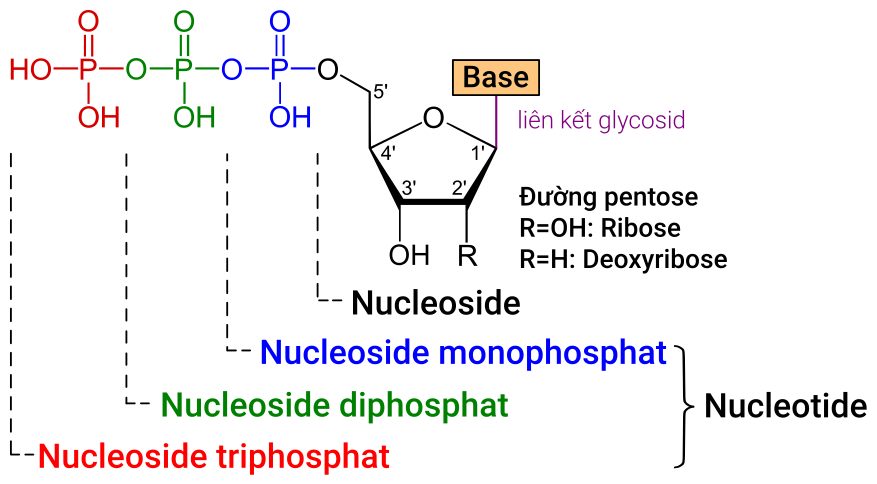 O O O
HO P O P O P O Base
OH OH OH 5' O liên kết glycosid
4' 1'
3' 2' Đường pentose
R=OH: Ribose
OH R R=H: Deoxyribose
Nucleoside
Nucleoside monophosphat
Nucleoside diphosphat Nucleotide
Nucleoside triphosphat